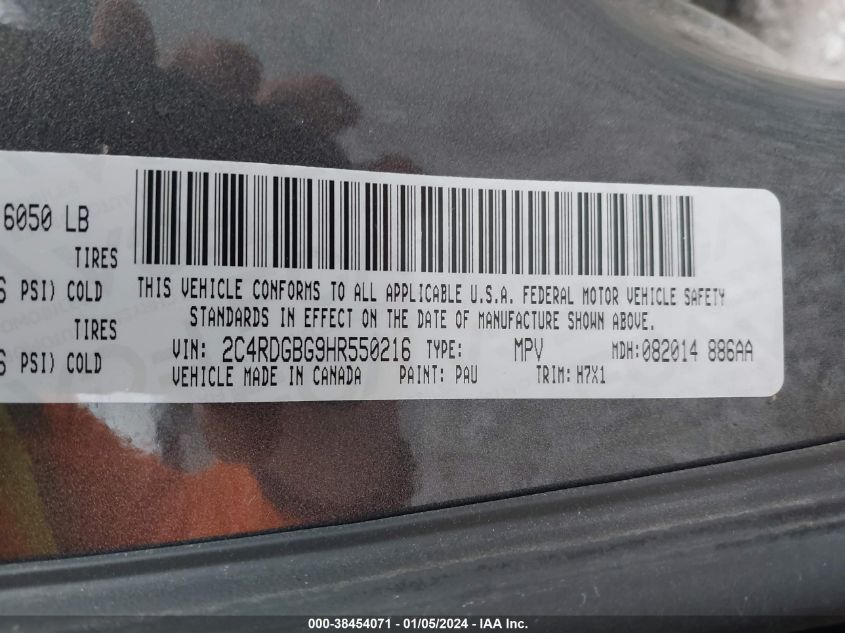 6050 LB
TIRES
PSI) COLD
TIRES
PSI) COLD
THIS VEHICLE CONFORMS TO ALL APPLICABLE U.S.A. FEDERAL MOTOR VEHICLE SAFETY
STANDARDS IN EFFECT ON THE DATE OF MANUFACTURE SHOWN ABOVE.
VIN: 2C4RDGBG9HR550216 TYPE: MPV MDH: 082014 886AA
VEHICLE MADE IN CANADA PAINT: PAU TRIM: H7X1
000-38454071 — 01/05/2024 — IAA Inc.